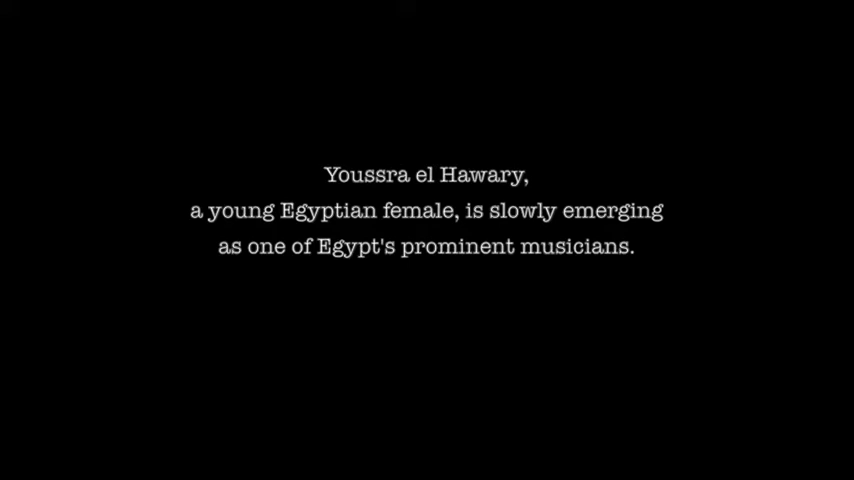 Youssra el Hawary,
a young Egyptian female, is slowly emerging
as one of Egypt's prominent musicians.